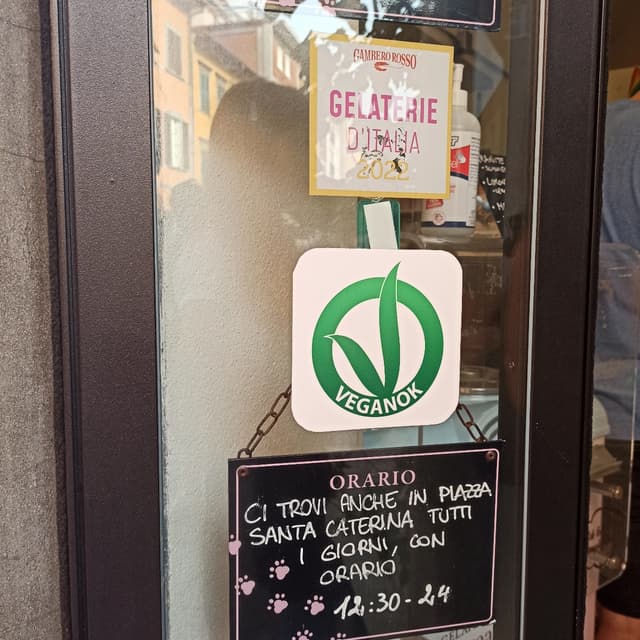 GAMBERO ROSSO
GELATERIE
D'ITALIA
2022
VEGANOK
ORARIO
CI TROVI ANCHE IN PIAZZA
SANTA CATERINA TUTTI
I GIORNI, CON
ORARIO
12:30-24